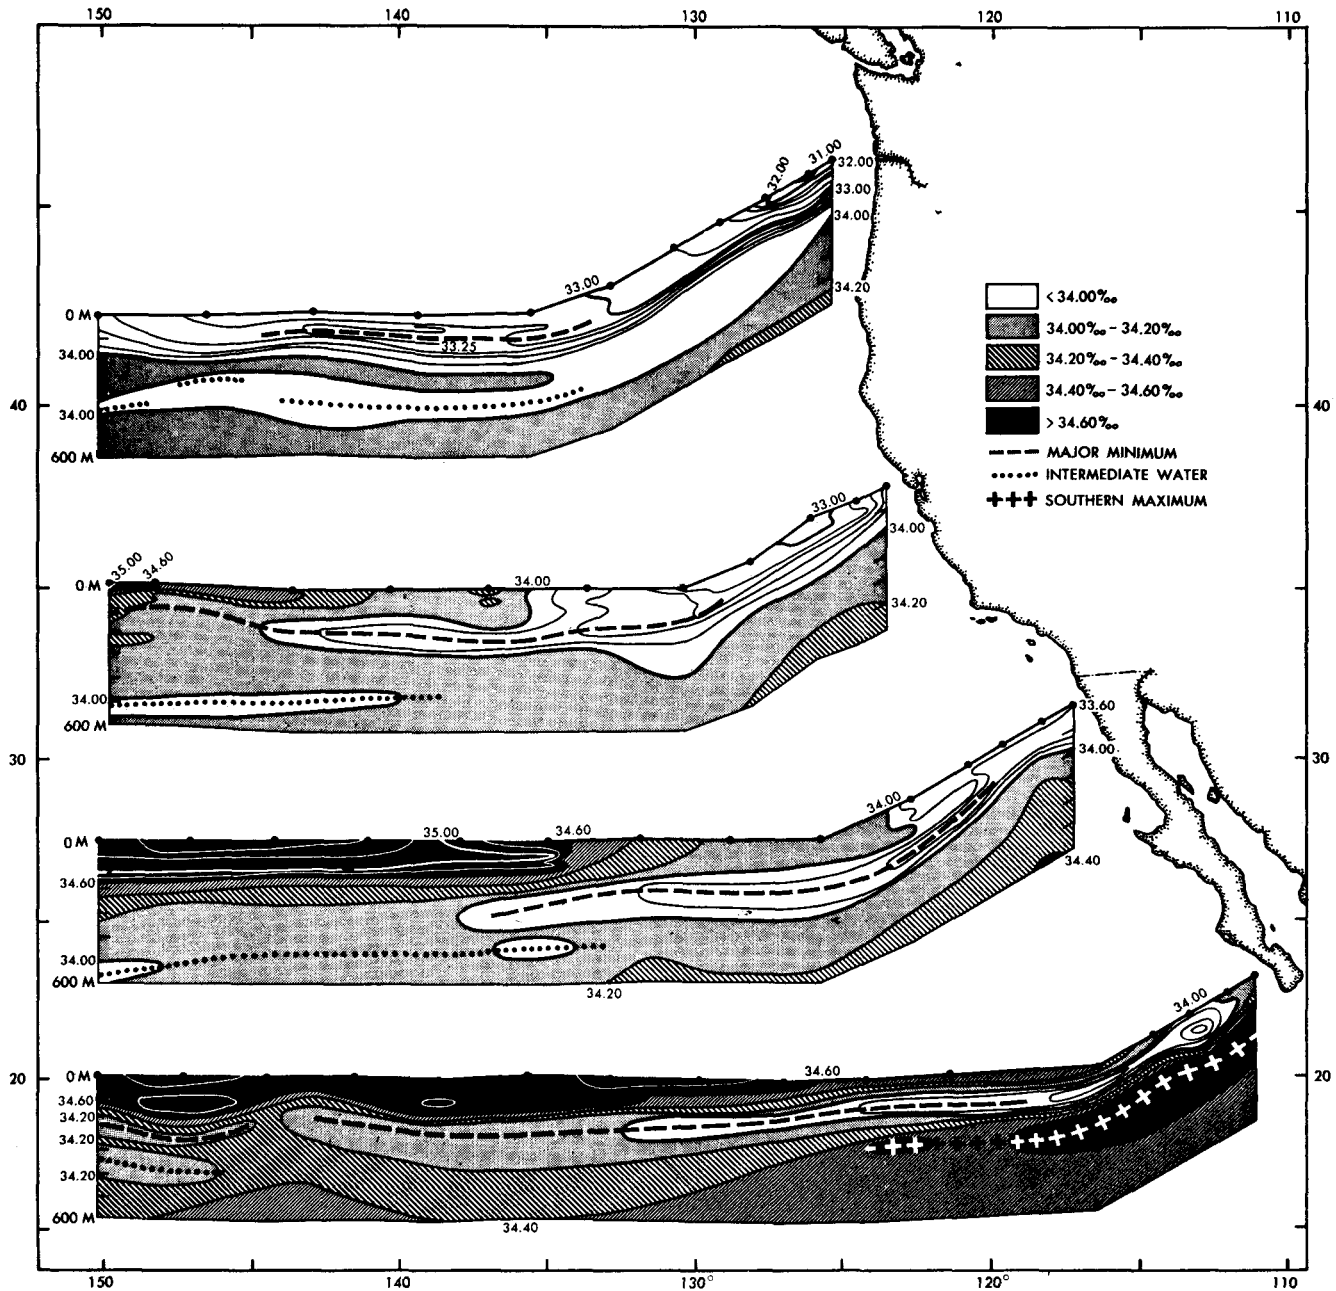 150 140 130 120 110
31.00
32.00
32.00
33.00
34.00
33.00
34.20
0 M
34.00
33.25
34.00
600 M
40
40
< 34.00‰
34.00‰ – 34.20‰
34.20‰ – 34.40‰
34.40‰ – 34.60‰
> 34.60‰
MAJOR MINIMUM
INTERMEDIATE WATER
SOUTHERN MAXIMUM
33.00
34.00
35.00
34.60
0 M
34.00
34.20
34.00
600 M
33.60
34.00
30
30
34.00
35.00
34.60
0 M
34.60
34.40
34.00
600 M
34.20
34.00
20
0 M
34.60
20
34.60
34.20
34.20
34.20
600 M
34.40
150 140 130° 120° 110